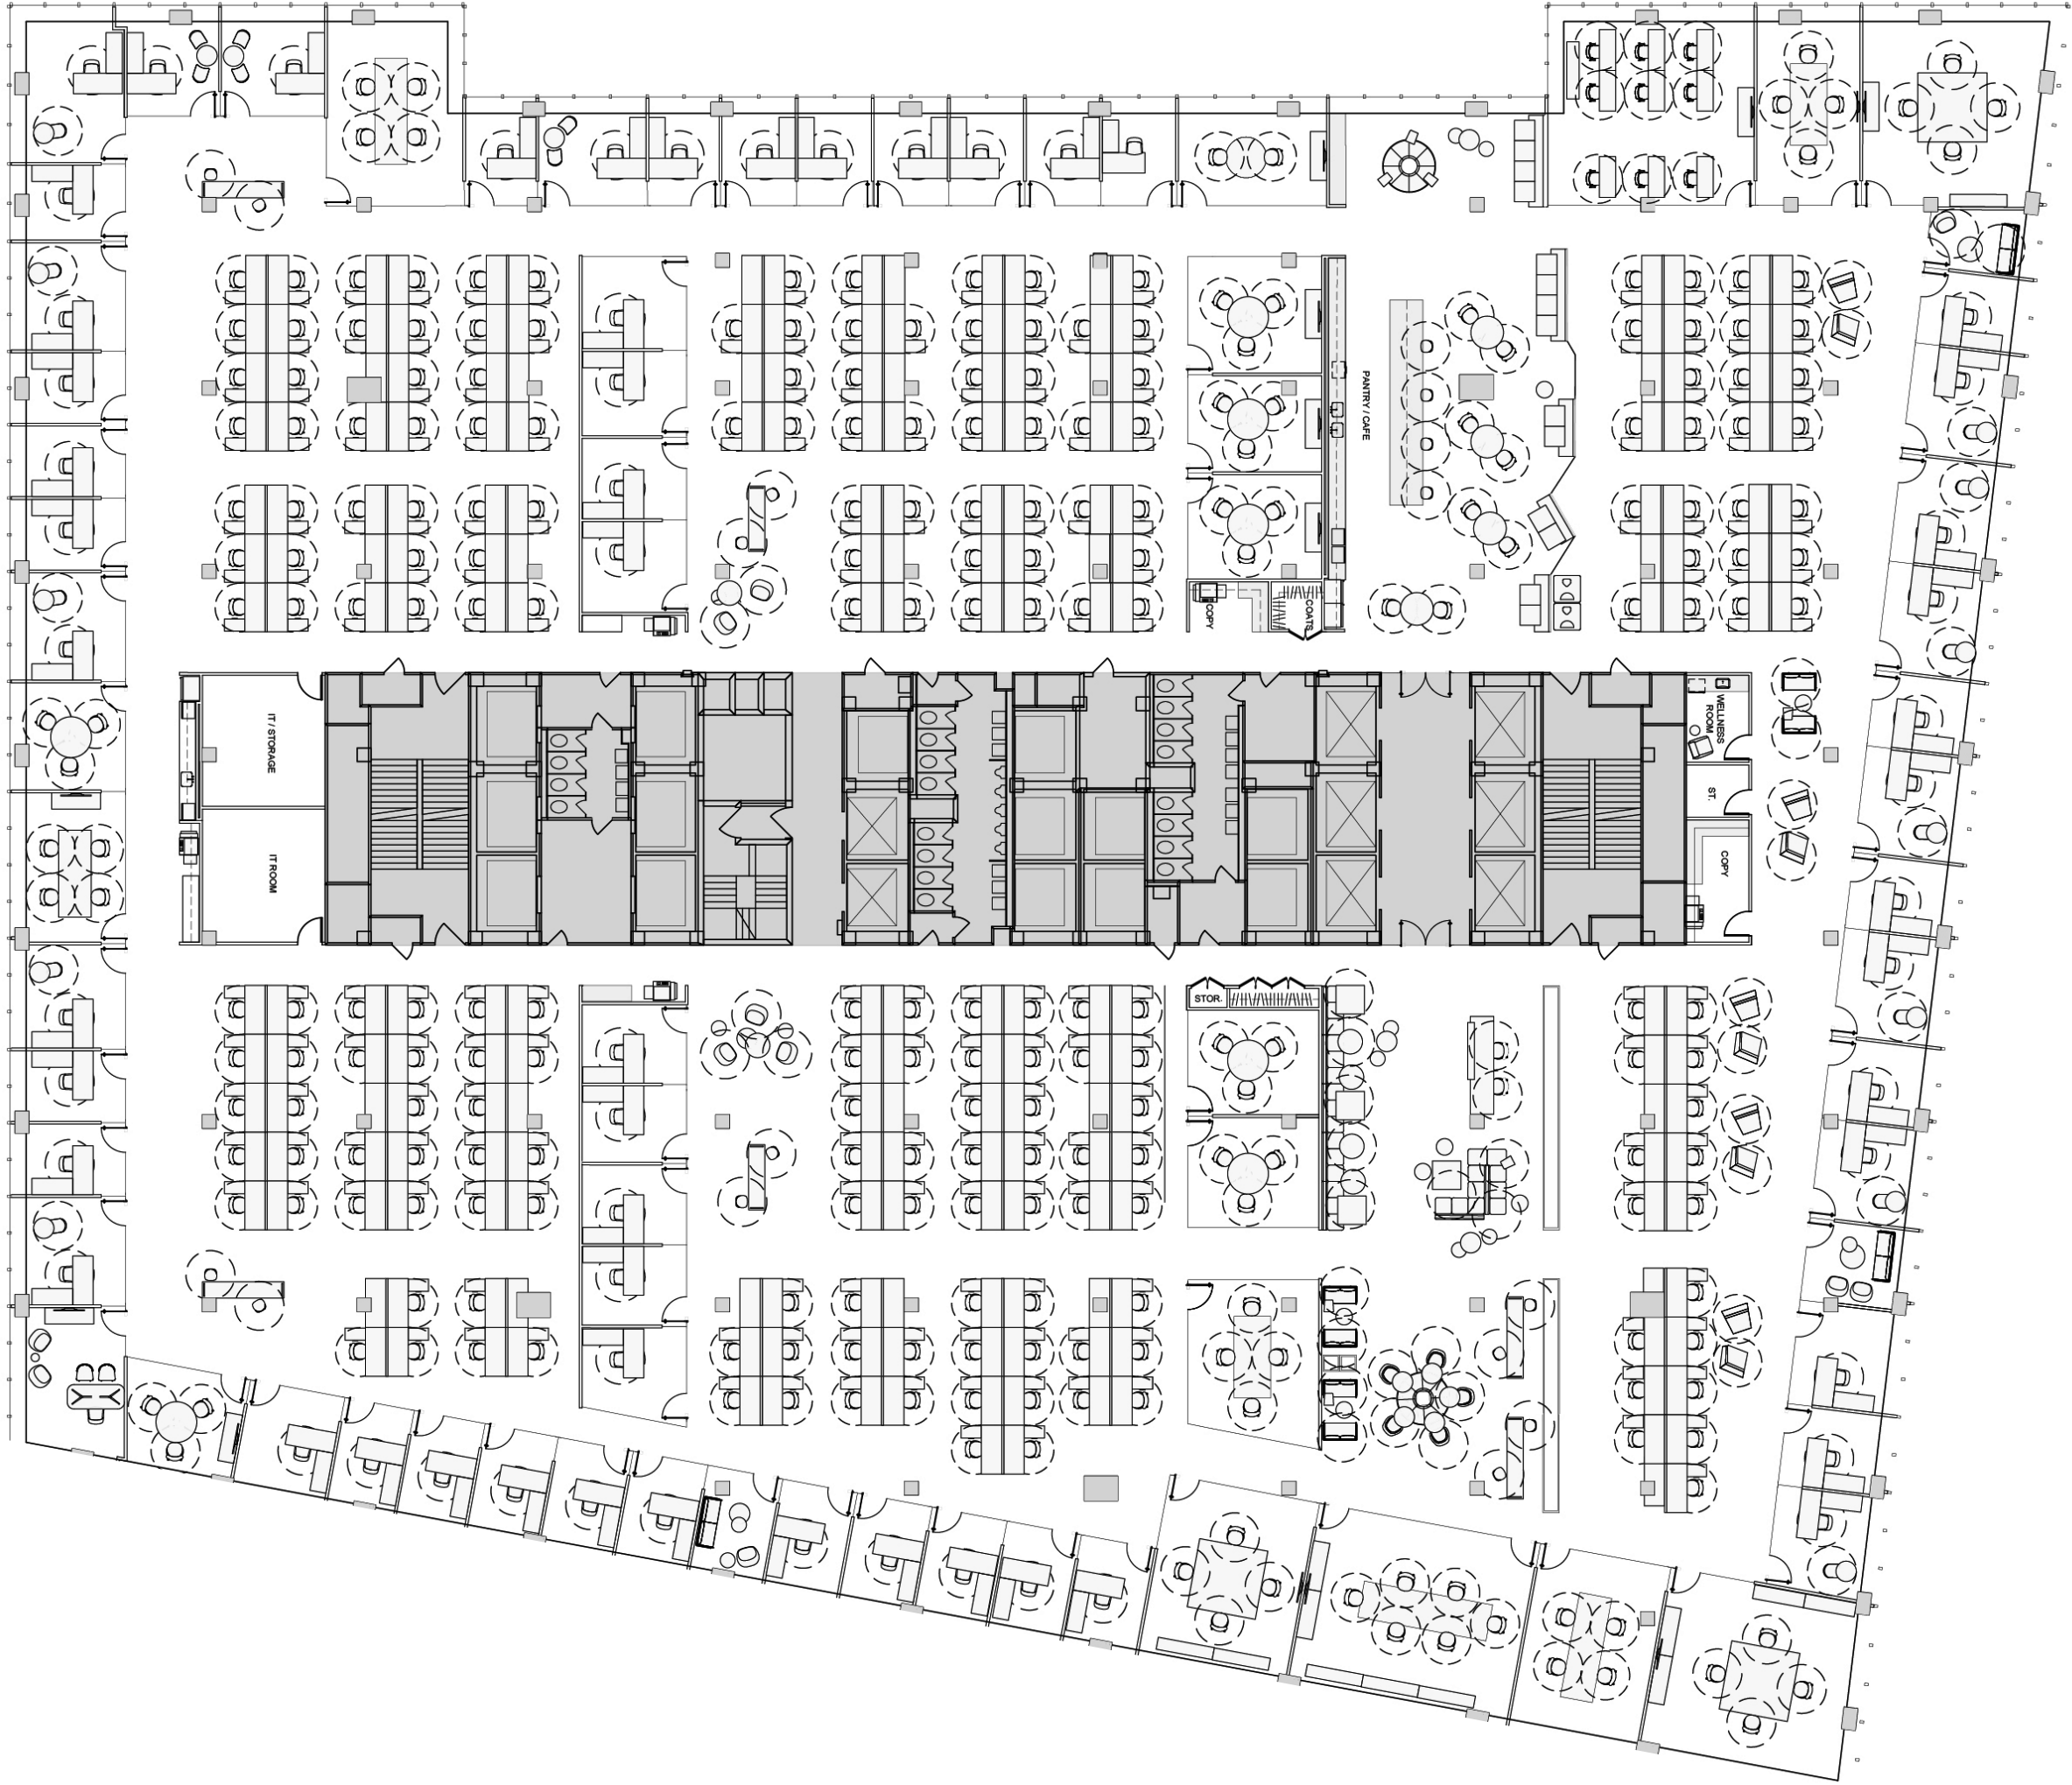 PANTRY / CAFE
COPY
COATS
IT / STORAGE
WELLNESS
ROOM
ST.
IT ROOM
COPY
STOR.